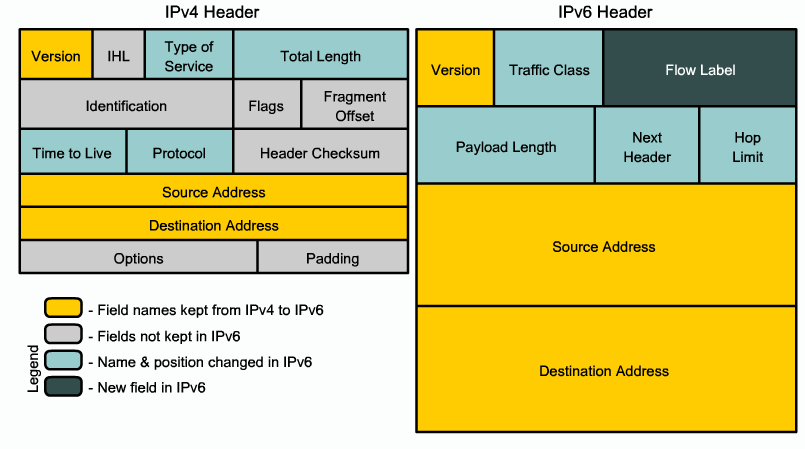 IPv4 Header
Version IHL Type of Service Total Length
Identification Flags Fragment Offset
Time to Live Protocol Header Checksum
Source Address
Destination Address
Options Padding
Legend
- Field names kept from IPv4 to IPv6
- Fields not kept in IPv6
- Name & position changed in IPv6
- New field in IPv6
IPv6 Header
Version Traffic Class Flow Label
Payload Length Next Header Hop Limit
Source Address
Destination Address